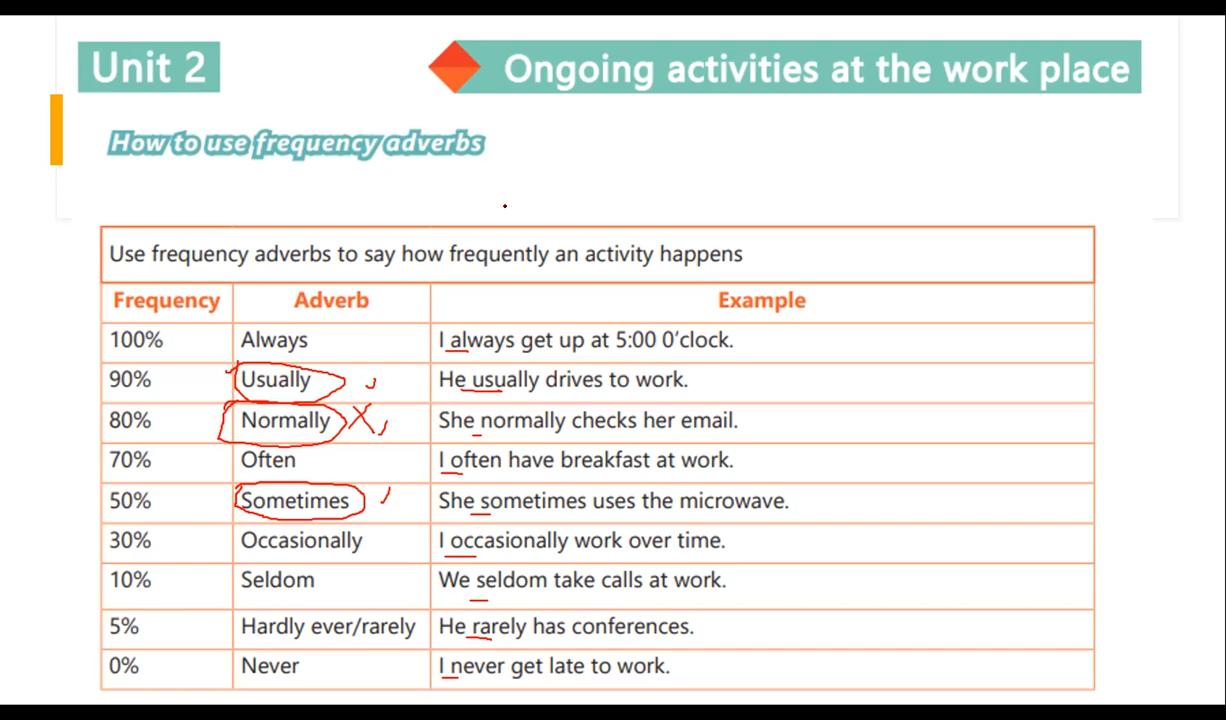 Unit 2
Ongoing activities at the work place
How to use frequency adverbs
Use frequency adverbs to say how frequently an activity happens
Frequency Adverb Example
100% Always I always get up at 5:00 0'clock.
90% Usually He usually drives to work.
80% Normally She normally checks her email.
70% Often I often have breakfast at work.
50% Sometimes She sometimes uses the microwave.
30% Occasionally I occasionally work over time.
10% Seldom We seldom take calls at work.
5% Hardly ever/rarely He rarely has conferences.
0% Never I never get late to work.